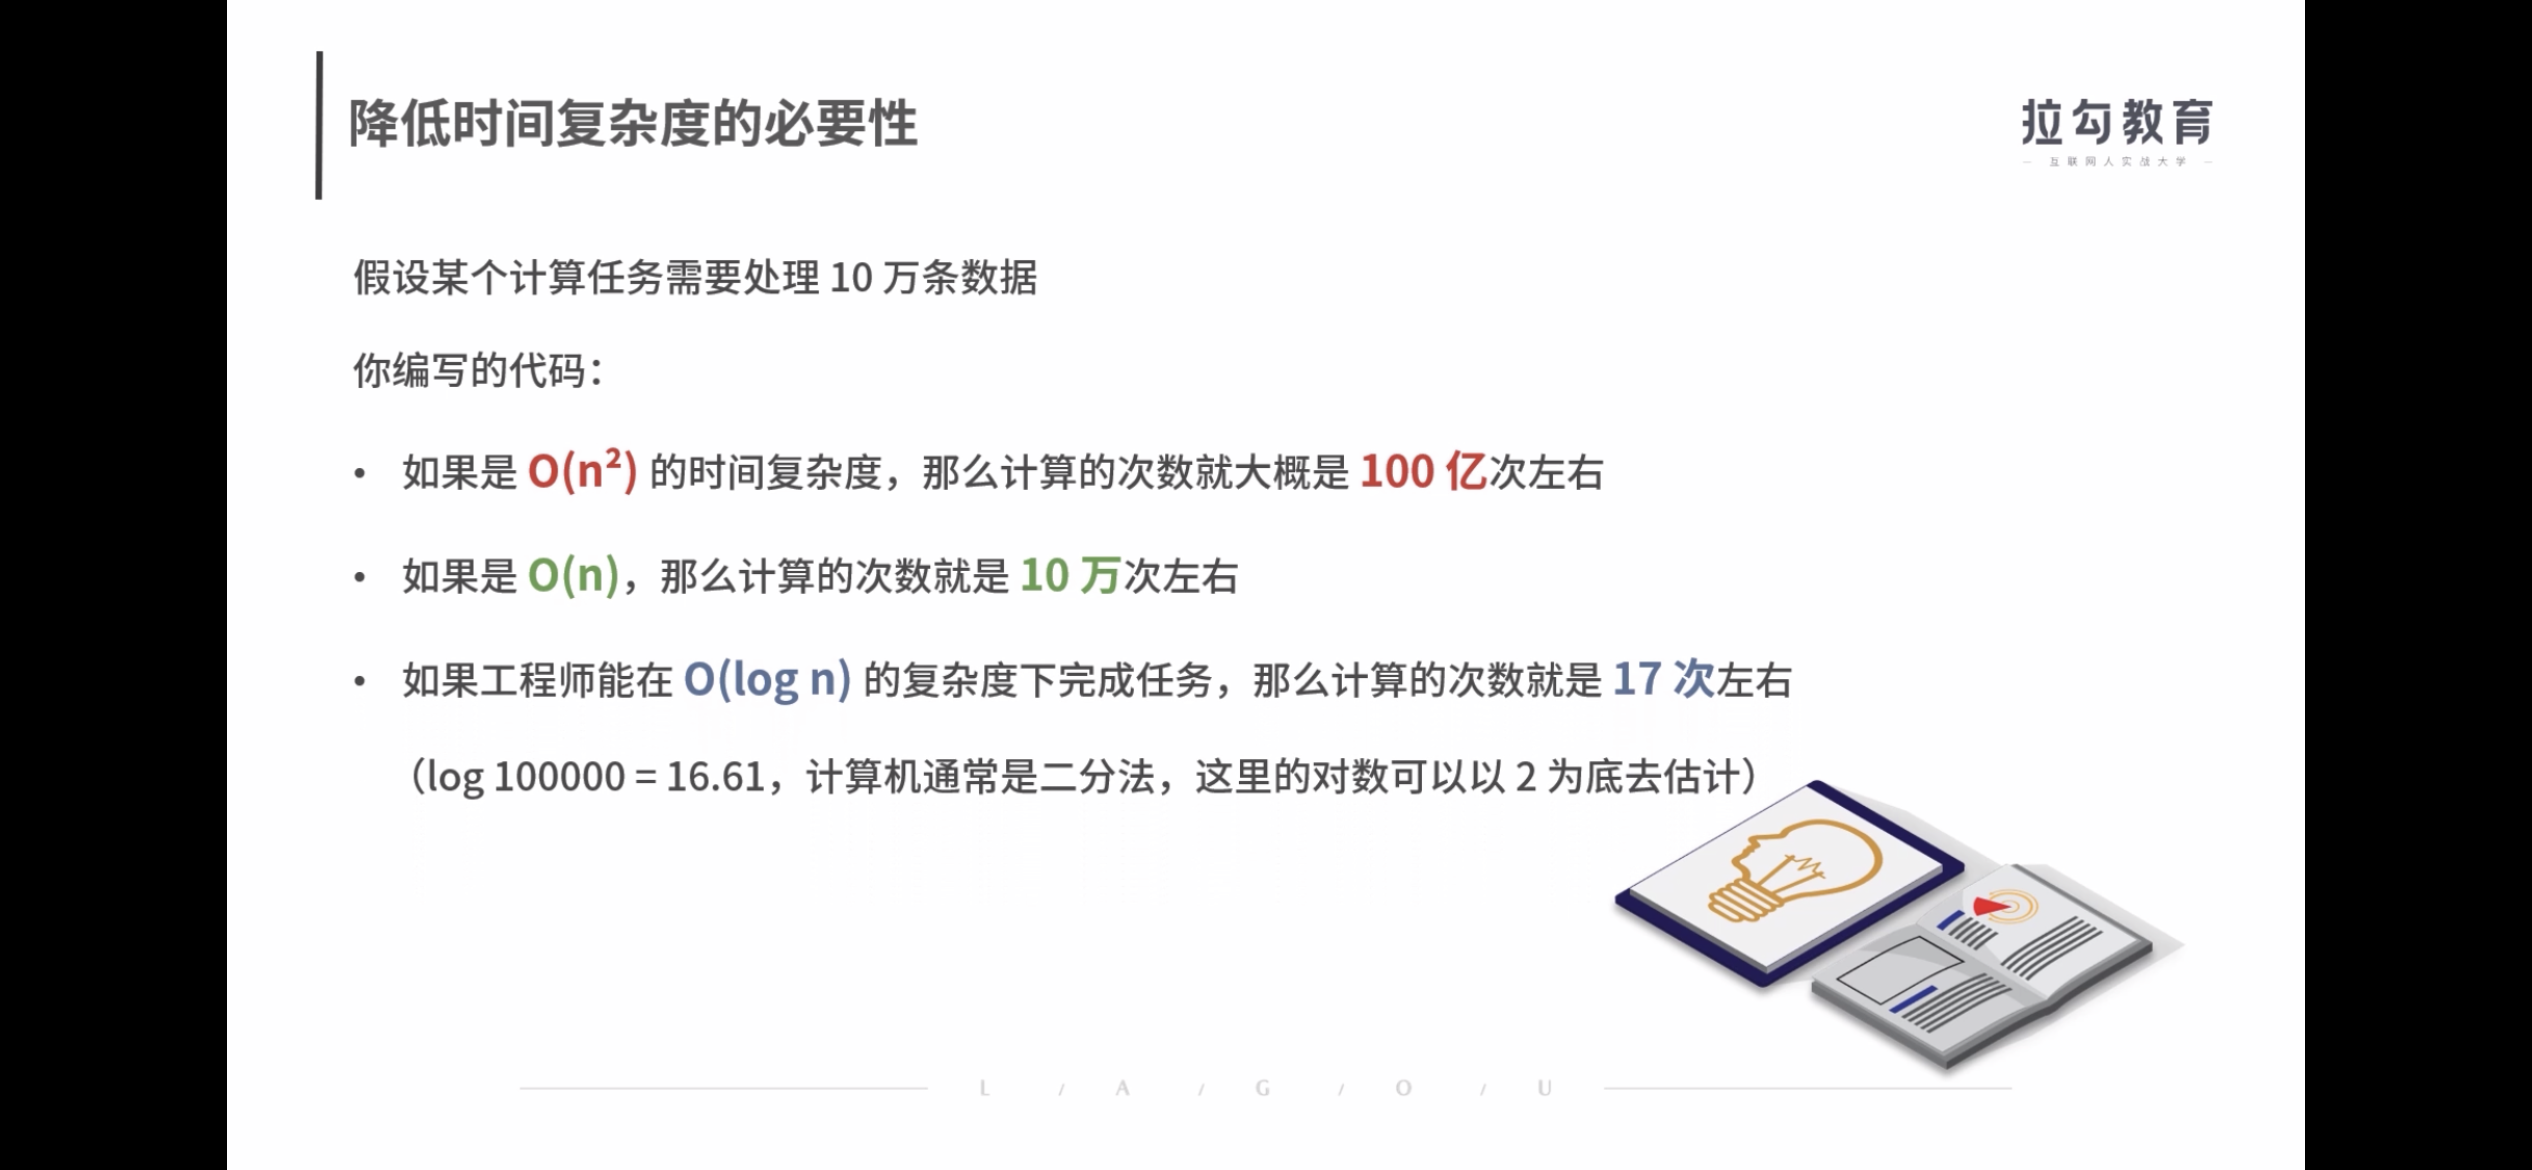 降低时间复杂度的必要性
拉勾教育
— 互联网人实战大学 —
假设某个计算任务需要处理 10 万条数据
你编写的代码：
• 如果是 O(n²) 的时间复杂度，那么计算的次数就大概是 100 亿次左右
• 如果是 O(n)，那么计算的次数就是 10 万次左右
• 如果工程师能在 O(log n) 的复杂度下完成任务，那么计算的次数就是 17 次左右
（log 100000 = 16.61，计算机通常是二分法，这里的对数可以以 2 为底去估计）
L / A / G / O / U